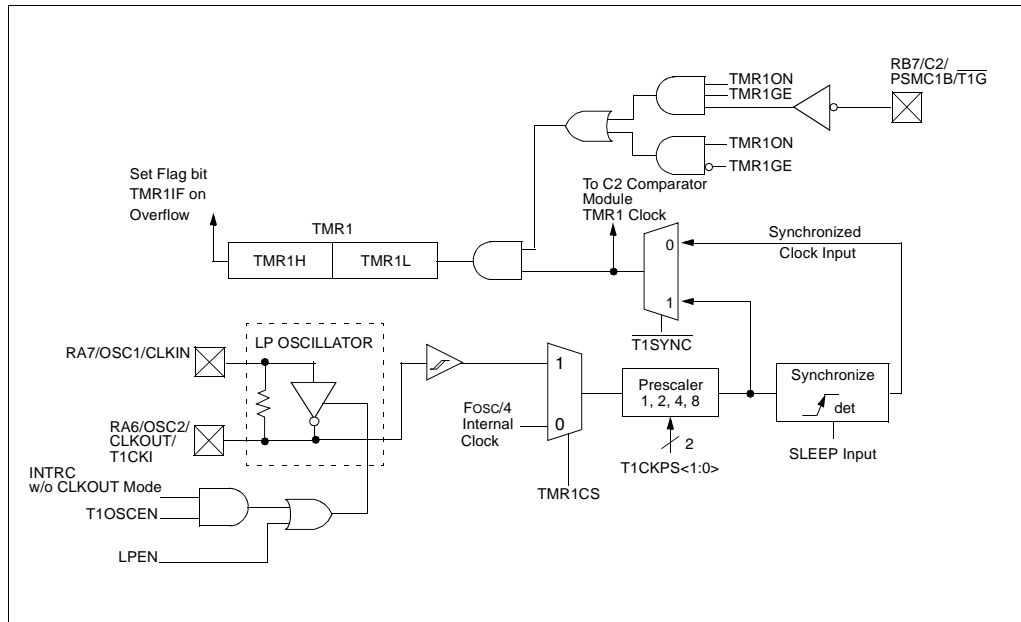 RB7/C2/
PSMC1B/T1G
TMR1ON
TMR1GE
TMR1ON
TMR1GE
To C2 Comparator
Module
TMR1 Clock
Set Flag bit
TMR1IF on
Overflow
TMR1
TMR1H
TMR1L
0
1
Synchronized
Clock Input
T1SYNC
LP OSCILLATOR
RA7/OSC1/CLKIN
RA6/OSC2/
CLKOUT/
T1CKI
1
0
FOSC/4
Internal
Clock
TMR1CS
Prescaler
1, 2, 4, 8
2
T1CKPS<1:0>
Synchronize
det
SLEEP Input
INTRC
w/o CLKOUT Mode
T1OSCEN
LPEN